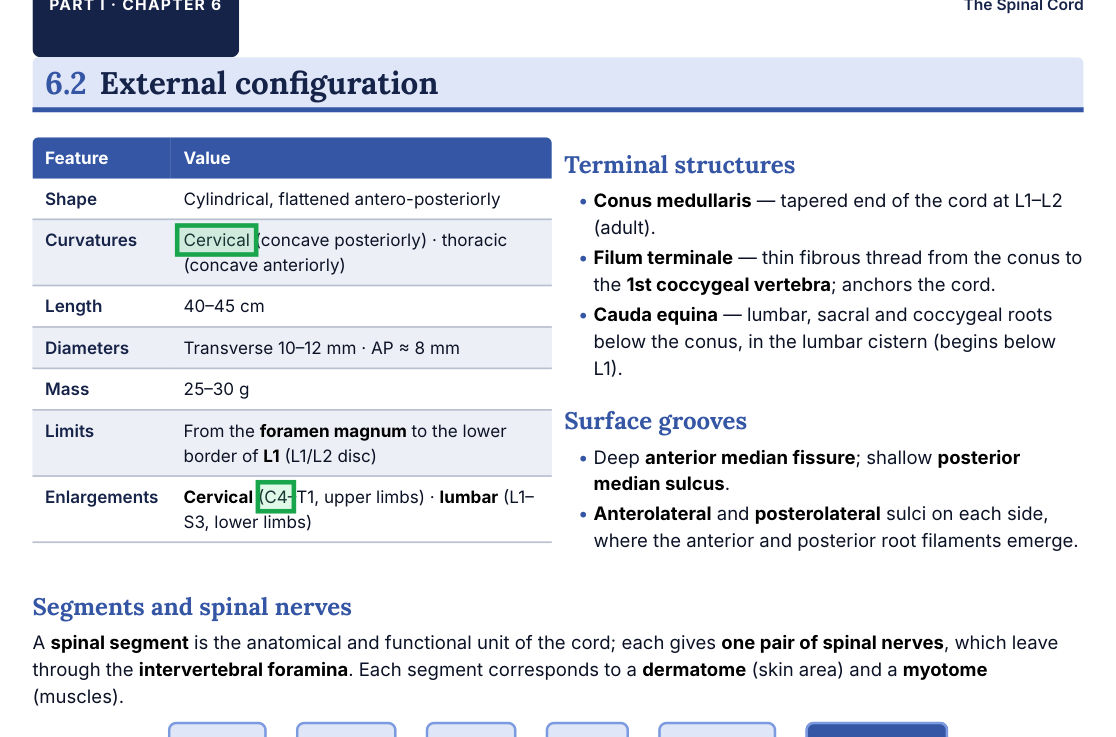 PART I · CHAPTER 6
The Spinal Cord
6.2 External configuration
Feature Value
Shape Cylindrical, flattened antero-posteriorly
Curvatures Cervical (concave posteriorly) · thoracic
(concave anteriorly)
Length 40–45 cm
Diameters Transverse 10–12 mm · AP ≈ 8 mm
Mass 25–30 g
Limits From the foramen magnum to the lower
border of L1 (L1/L2 disc)
Enlargements Cervical (C4–T1, upper limbs) · lumbar (L1–
S3, lower limbs)
Terminal structures
• Conus medullaris — tapered end of the cord at L1–L2
(adult).
• Filum terminale — thin fibrous thread from the conus to
the 1st coccygeal vertebra; anchors the cord.
• Cauda equina — lumbar, sacral and coccygeal roots
below the conus, in the lumbar cistern (begins below
L1).
Surface grooves
• Deep anterior median fissure; shallow posterior
median sulcus.
• Anterolateral and posterolateral sulci on each side,
where the anterior and posterior root filaments emerge.
Segments and spinal nerves
A spinal segment is the anatomical and functional unit of the cord; each gives one pair of spinal nerves, which leave
through the intervertebral foramina. Each segment corresponds to a dermatome (skin area) and a myotome
(muscles).